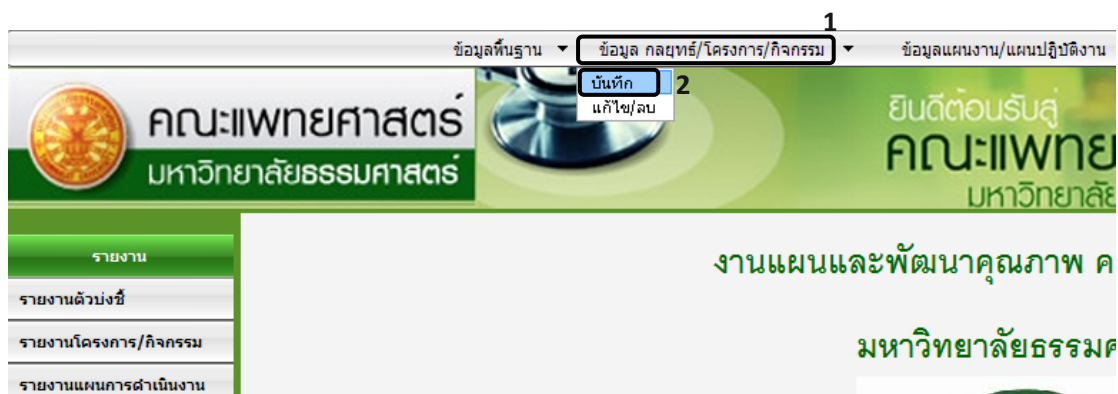 1
ข้อมูลพื้นฐาน ข้อมูล กลยุทธ์/โครงการ/กิจกรรม ข้อมูลแผนงาน/แผนปฏิบัติงาน
บันทึก 2
แก้ไข/ลบ
คณะแพทยศาสตร์
มหาวิทยาลัยธรรมศาสตร์
ยินดีต้อนรับสู่
คณะแพทย
มหาวิทยาลัย
รายงาน
งานแผนและพัฒนาคุณภาพ ค
รายงานตัวบ่งชี้
รายงานโครงการ/กิจกรรม
มหาวิทยาลัยธรรมศ
รายงานแผนการดำเนินงาน